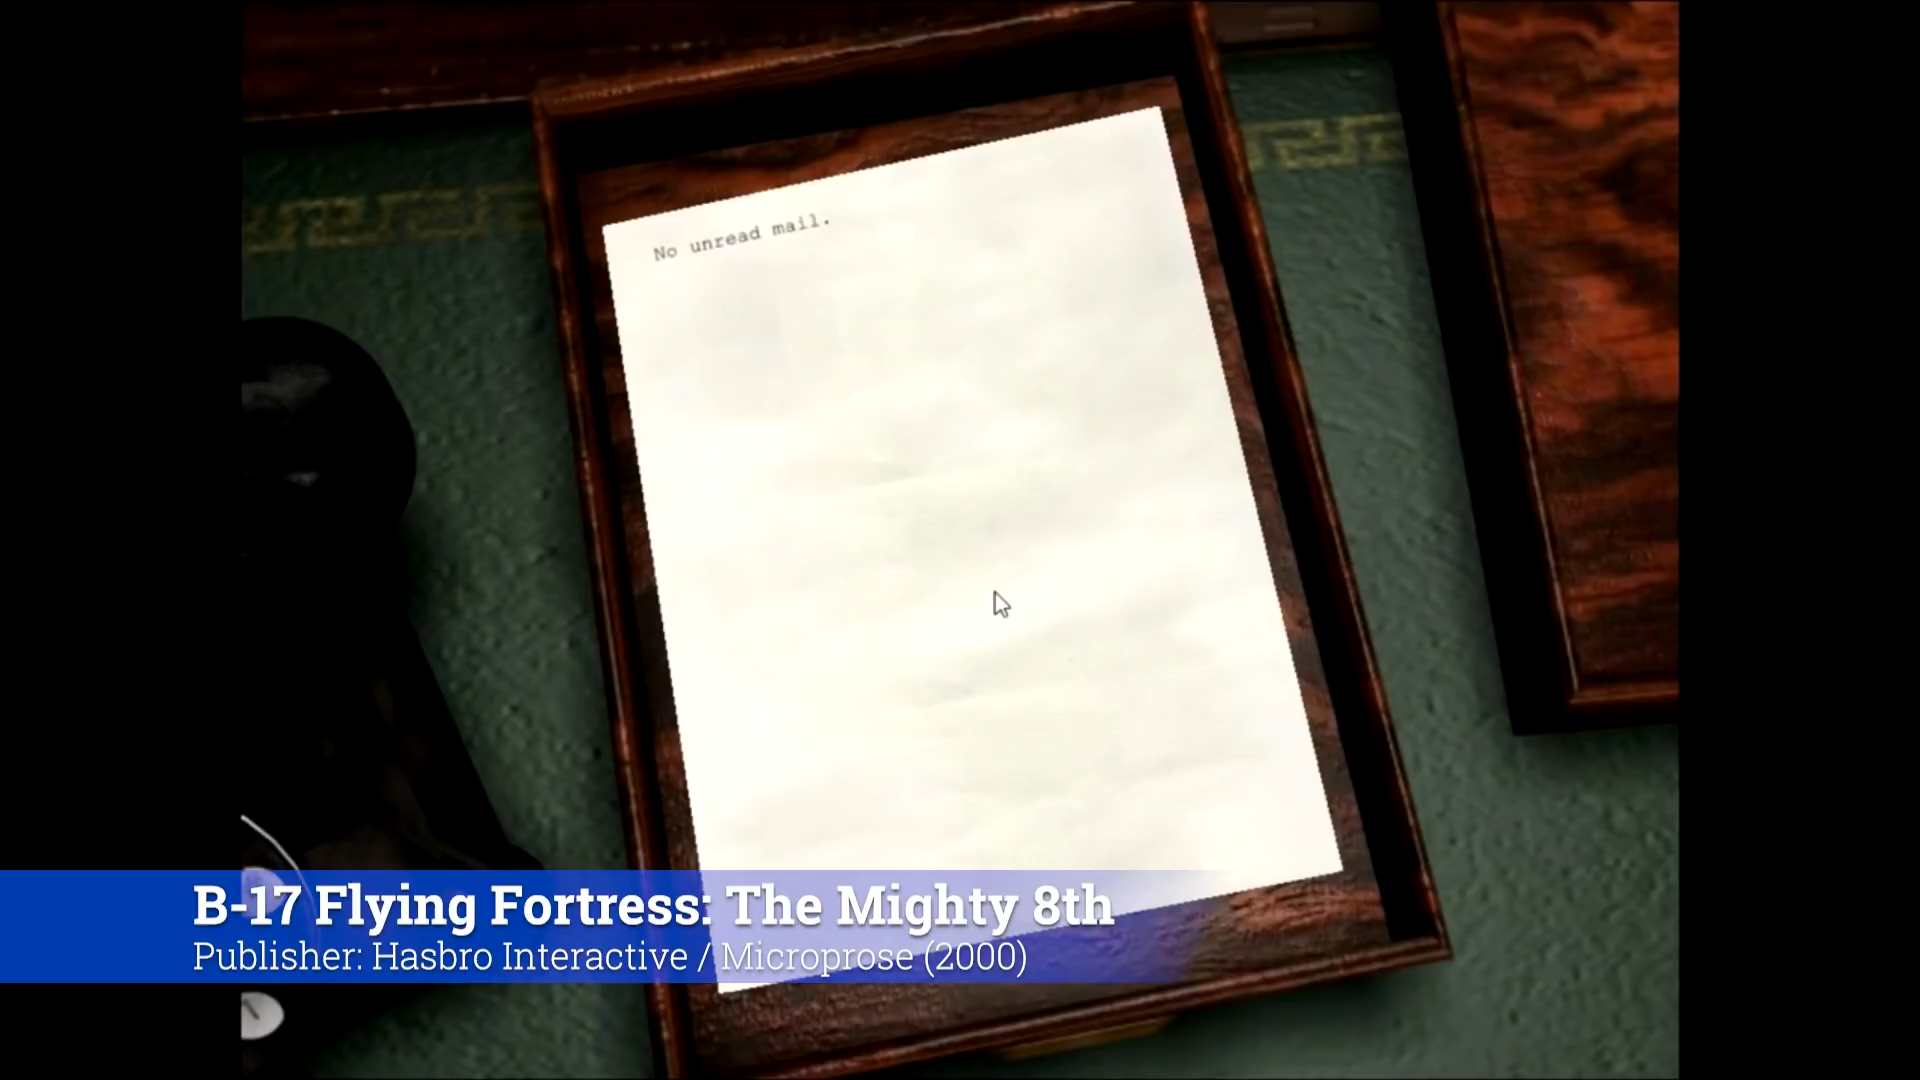 No unread mail.
B-17 Flying Fortress: The Mighty 8th
Publisher: Hasbro Interactive / Microprose (2000)